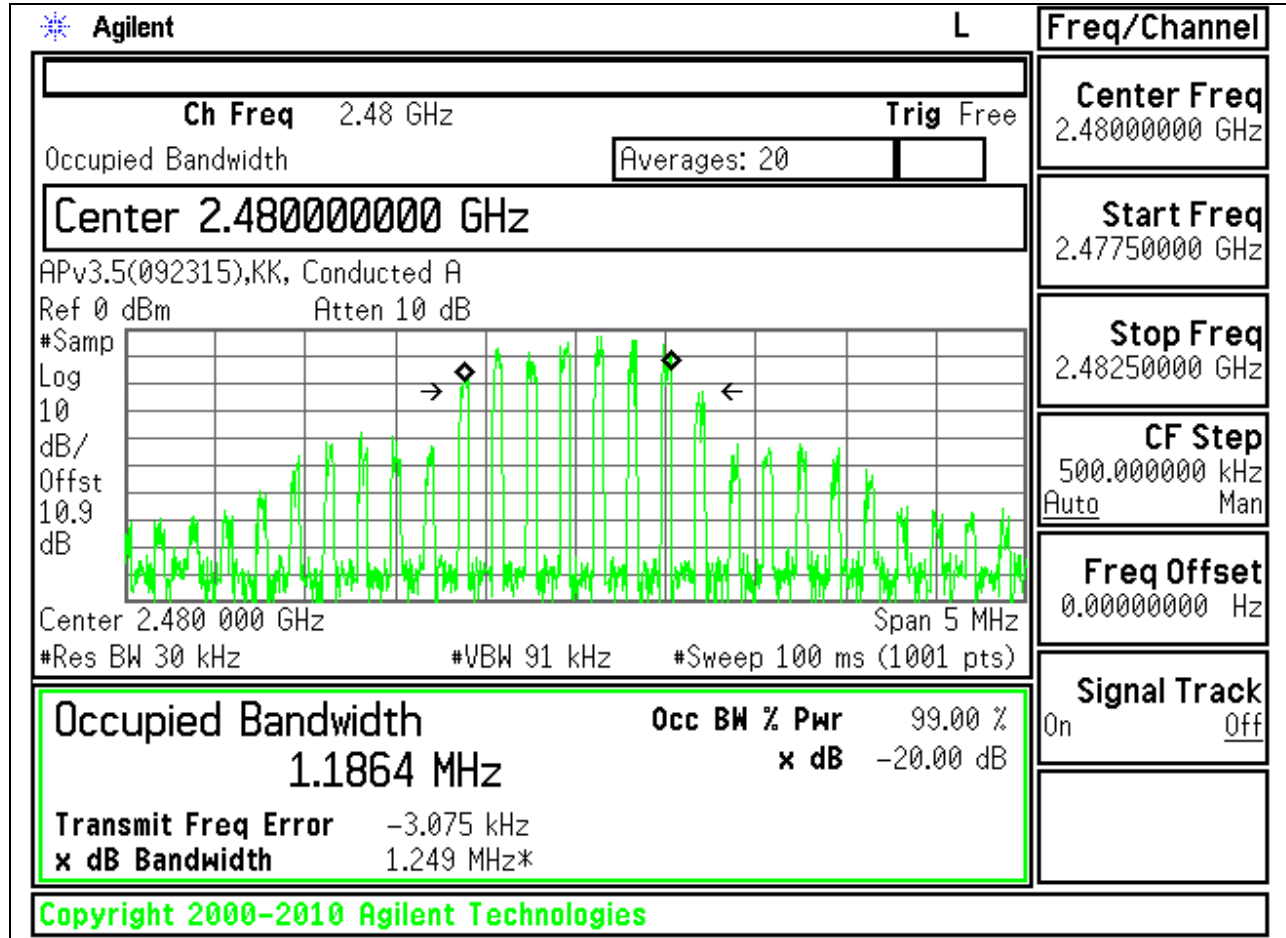 Agilent L Freq/Channel
Ch Freq 2.48 GHz Trig Free
Occupied Bandwidth Averages: 20
Center 2.480000000 GHz
APv3.5(092315),KK, Conducted A
Ref 0 dBm Atten 10 dB
#Samp
Log
10
dB/
Offst
10.9
dB
Center 2.480 000 GHz Span 5 MHz
#Res BW 30 kHz #VBW 91 kHz #Sweep 100 ms (1001 pts)
Occupied Bandwidth Occ BW % Pwr 99.00 %
1.1864 MHz x dB -20.00 dB
Transmit Freq Error -3.075 kHz
x dB Bandwidth 1.249 MHz*
Copyright 2000-2010 Agilent Technologies
Center Freq
2.48000000 GHz
Start Freq
2.47750000 GHz
Stop Freq
2.48250000 GHz
CF Step
500.000000 kHz
Auto Man
Freq Offset
0.00000000 Hz
Signal Track
On Off